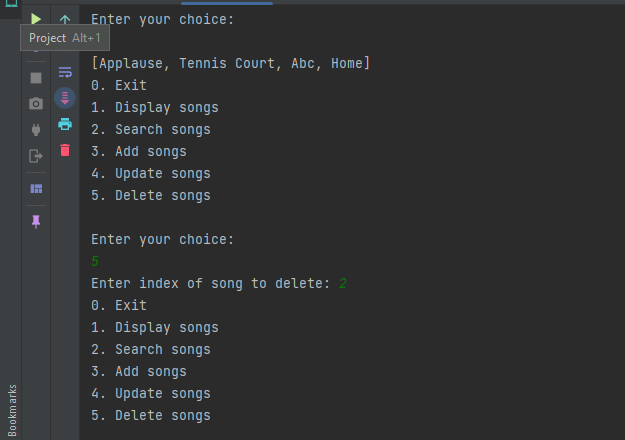 Enter your choice:
Project Alt+1
[Applause, Tennis Court, Abc, Home]
0. Exit
1. Display songs
2. Search songs
3. Add songs
4. Update songs
5. Delete songs
Enter your choice:
5
Enter index of song to delete: 2
0. Exit
1. Display songs
2. Search songs
3. Add songs
4. Update songs
5. Delete songs
Bookmarks